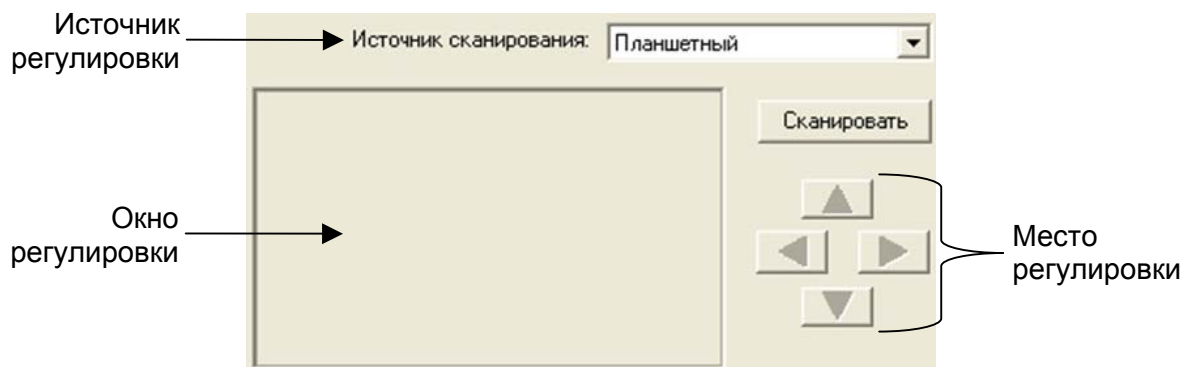 Источник
регулировки
Источник сканирования: Планшетный
Сканировать
Окно
регулировки
Место
регулировки